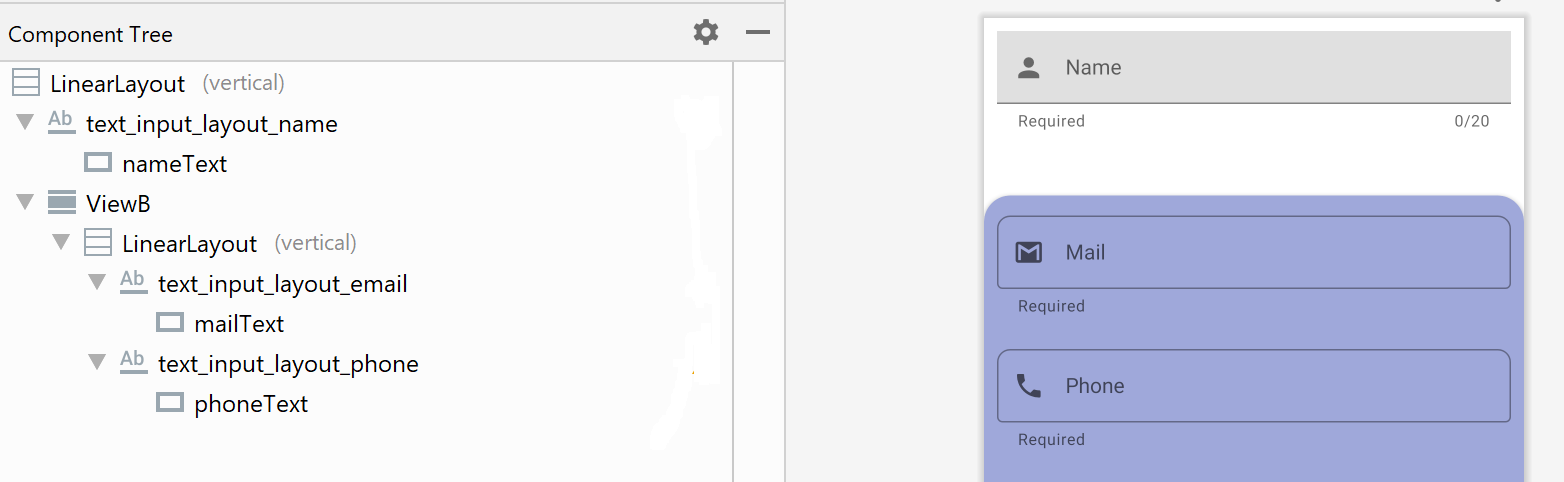 Component Tree
LinearLayout (vertical)
Ab text_input_layout_name
nameText
ViewB
LinearLayout (vertical)
Ab text_input_layout_email
mailText
Ab text_input_layout_phone
phoneText
Name
Required 0/20
Mail
Required
Phone
Required